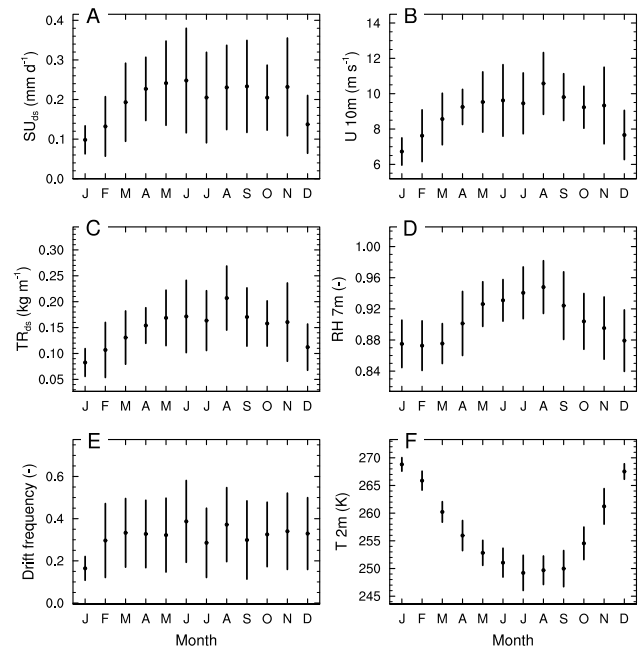 A
SU_ds (mm d⁻¹)
0.4
0.3
0.2
0.1
0.0
J F M A M J J A S O N D
B
U 10m (m s⁻¹)
14
12
10
8
6
J F M A M J J A S O N D
C
TR_ds (kg m⁻¹)
0.30
0.25
0.20
0.15
0.10
0.05
J F M A M J J A S O N D
D
RH 7m (-)
1.00
0.96
0.92
0.88
0.84
J F M A M J J A S O N D
E
Drift frequency (-)
0.6
0.4
0.2
0.0
J F M A M J J A S O N D
Month
F
T 2m (K)
270
265
260
255
250
245
J F M A M J J A S O N D
Month